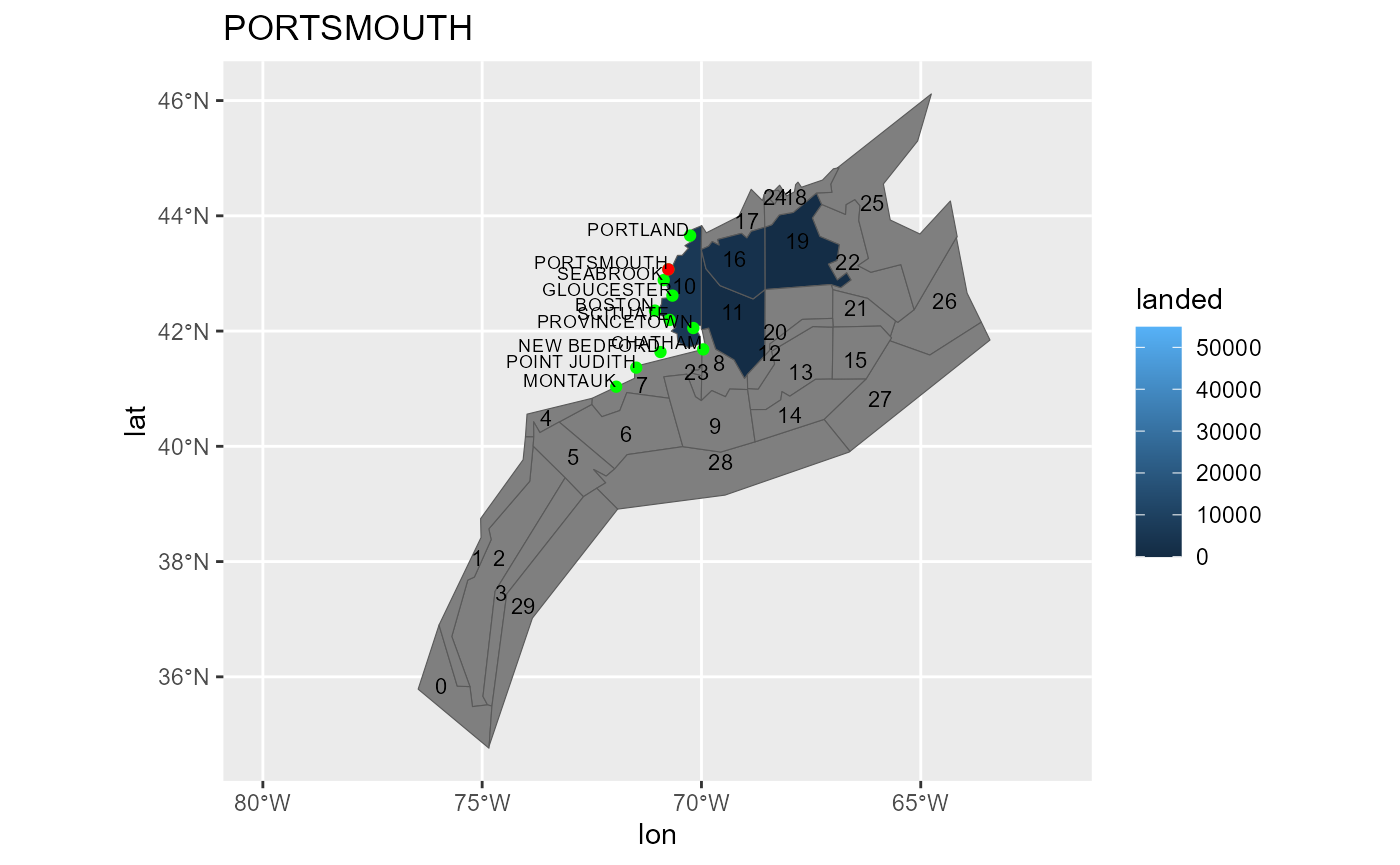 PORTSMOUTH
46°N
44°N
42°N
40°N
38°N
36°N
lat
80°W
75°W
70°W
65°W
lon
PORTLAND
PORTSMOUTH
SEABROOK
GLOUCESTER
BOSTON
SCITUATE
PROVINCETOWN
CHATHAM
NEW BEDFORD
POINT JUDITH
MONTAUK
24
18
25
17
19
16
22
10
26
21
11
20
12
8
15
23
13
7
27
14
4
9
6
5
28
1
2
3
29
0
landed
50000
40000
30000
20000
10000
0